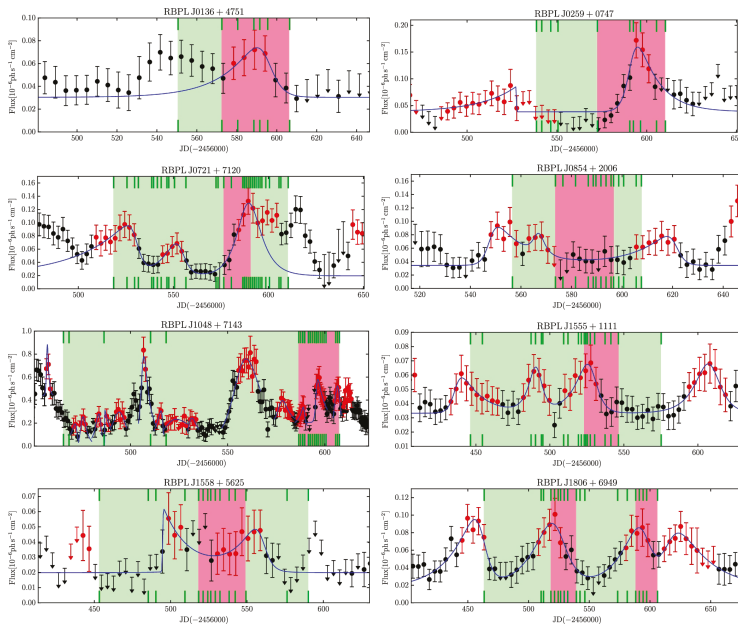 RBPL J0136 + 4751
Flux[10⁻⁶ph s⁻¹ cm⁻²]
0.10
0.08
0.06
0.04
0.02
0.00
500 520 540 560 580 600 620 640
JD(−2456000)
RBPL J0259 + 0747
Flux[10⁻⁶ph s⁻¹ cm⁻²]
0.20
0.15
0.10
0.05
0.00
500 550 600 650
JD(−2456000)
RBPL J0721 + 7120
Flux[10⁻⁶ph s⁻¹ cm⁻²]
0.16
0.14
0.12
0.10
0.08
0.06
0.04
0.02
0.00
500 550 600 650
JD(−2456000)
RBPL J0854 + 2006
Flux[10⁻⁶ph s⁻¹ cm⁻²]
0.16
0.14
0.12
0.10
0.08
0.06
0.04
0.02
0.00
520 540 560 580 600 620 640
JD(−2456000)
RBPL J1048 + 7143
Flux[10⁻⁶ph s⁻¹ cm⁻²]
1.0
0.8
0.6
0.4
0.2
0.0
500 550 600
JD(−2456000)
RBPL J1555 + 1111
Flux[10⁻⁶ph s⁻¹ cm⁻²]
0.09
0.08
0.07
0.06
0.05
0.04
0.03
0.02
0.01
450 500 550 600
JD(−2456000)
RBPL J1558 + 5625
Flux[10⁻⁶ph s⁻¹ cm⁻²]
0.07
0.06
0.05
0.04
0.03
0.02
0.01
0.00
450 500 550 600
JD(−2456000)
RBPL J1806 + 6949
Flux[10⁻⁶ph s⁻¹ cm⁻²]
0.12
0.10
0.08
0.06
0.04
0.02
0.00
450 500 550 600 650
JD(−2456000)